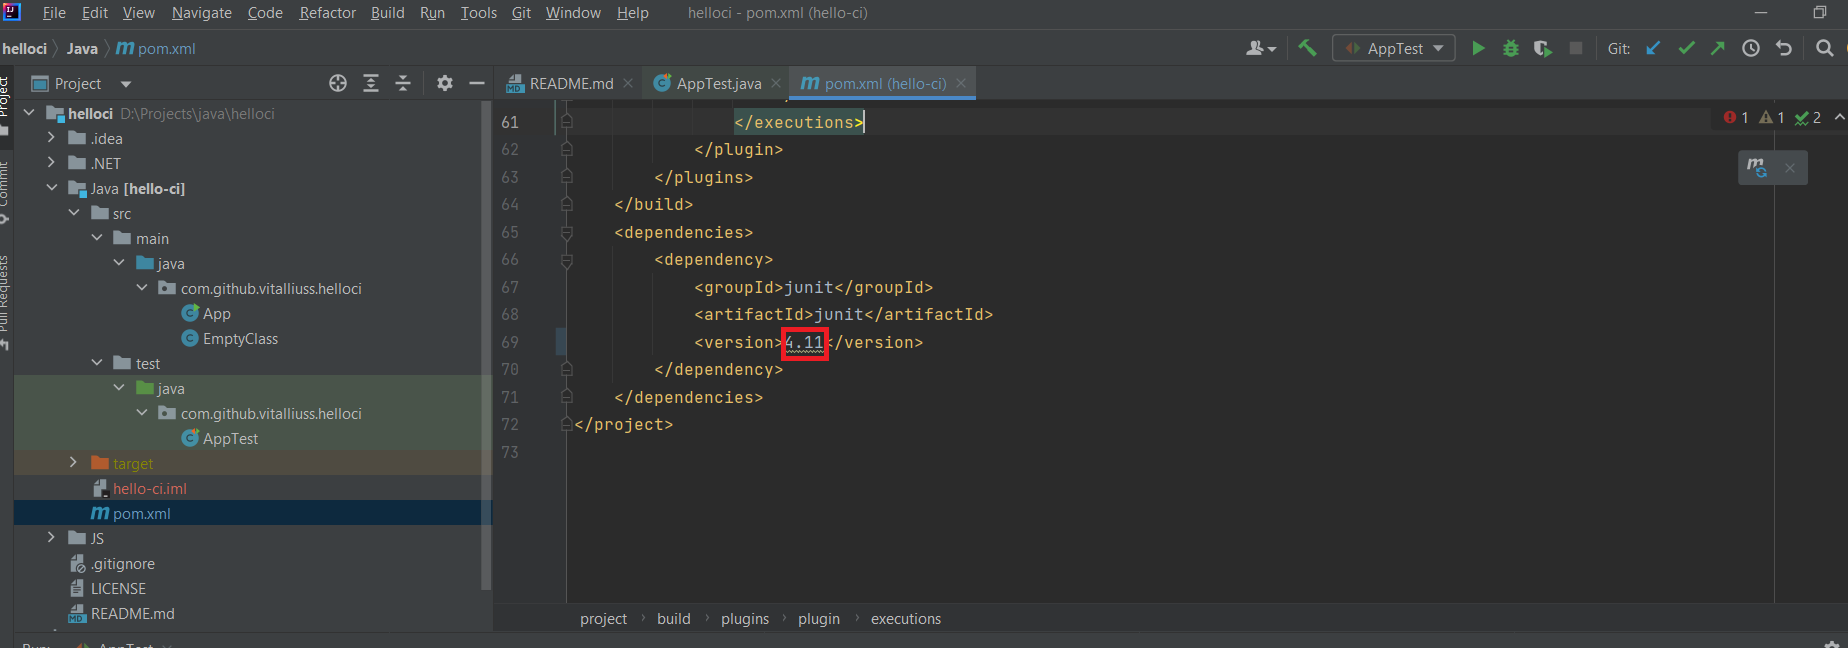 File Edit View Navigate Code Refactor Build Run Tools Git Window Help helloci - pom.xml (hello-ci)
helloci Java pom.xml
AppTest Git:
Project
README.md AppTest.java pom.xml (hello-ci)
Project
Commit
Pull Requests
helloci D:\Projects\java\helloci
.idea
.NET
Java [hello-ci]
src
main
java
com.github.vitalliuss.helloci
App
EmptyClass
test
java
com.github.vitalliuss.helloci
AppTest
target
hello-ci.iml
pom.xml
JS
.gitignore
LICENSE
README.md
61 </executions>
62 </plugin>
63 </plugins>
64 </build>
65 <dependencies>
66 <dependency>
67 <groupId>junit</groupId>
68 <artifactId>junit</artifactId>
69 <version>4.11</version>
70 </dependency>
71 </dependencies>
72 </project>
73
1 1 2
project build plugins plugin executions
Run: AppTest